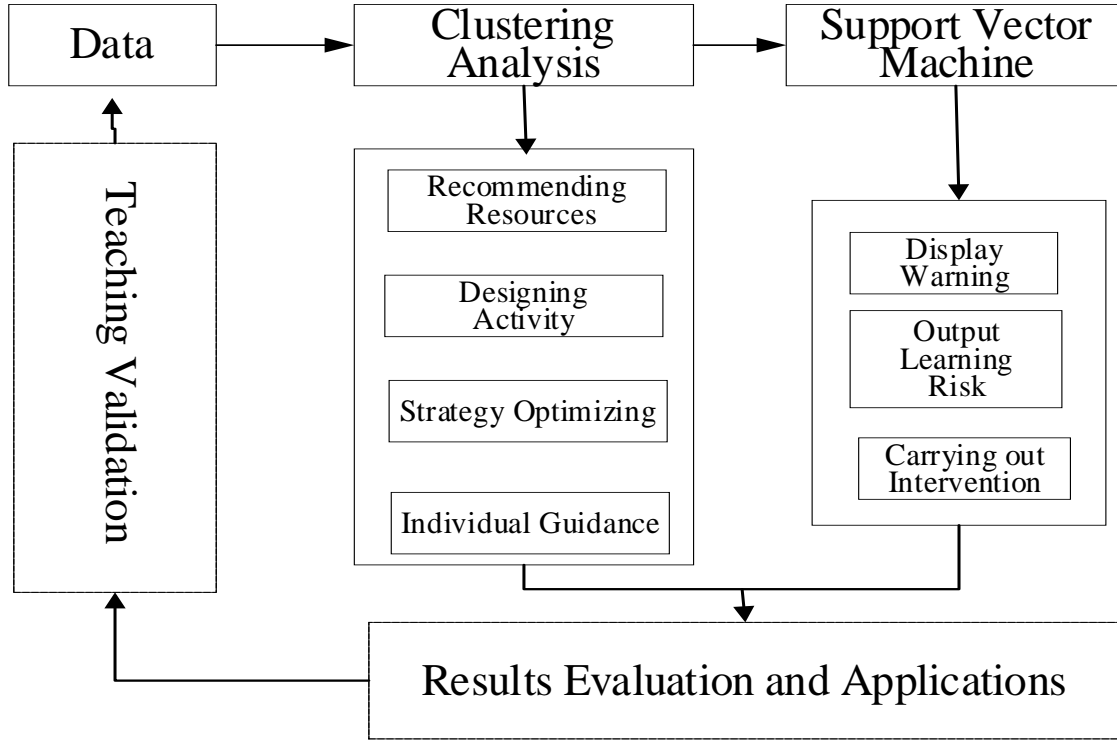 Data
Clustering
Analysis
Support Vector
Machine
Teaching Validation
Recommending
Resources
Designing
Activity
Strategy Optimizing
Individual Guidance
Display
Warning
Output
Learning
Risk
Carrying out
Intervention
Results Evaluation and Applications